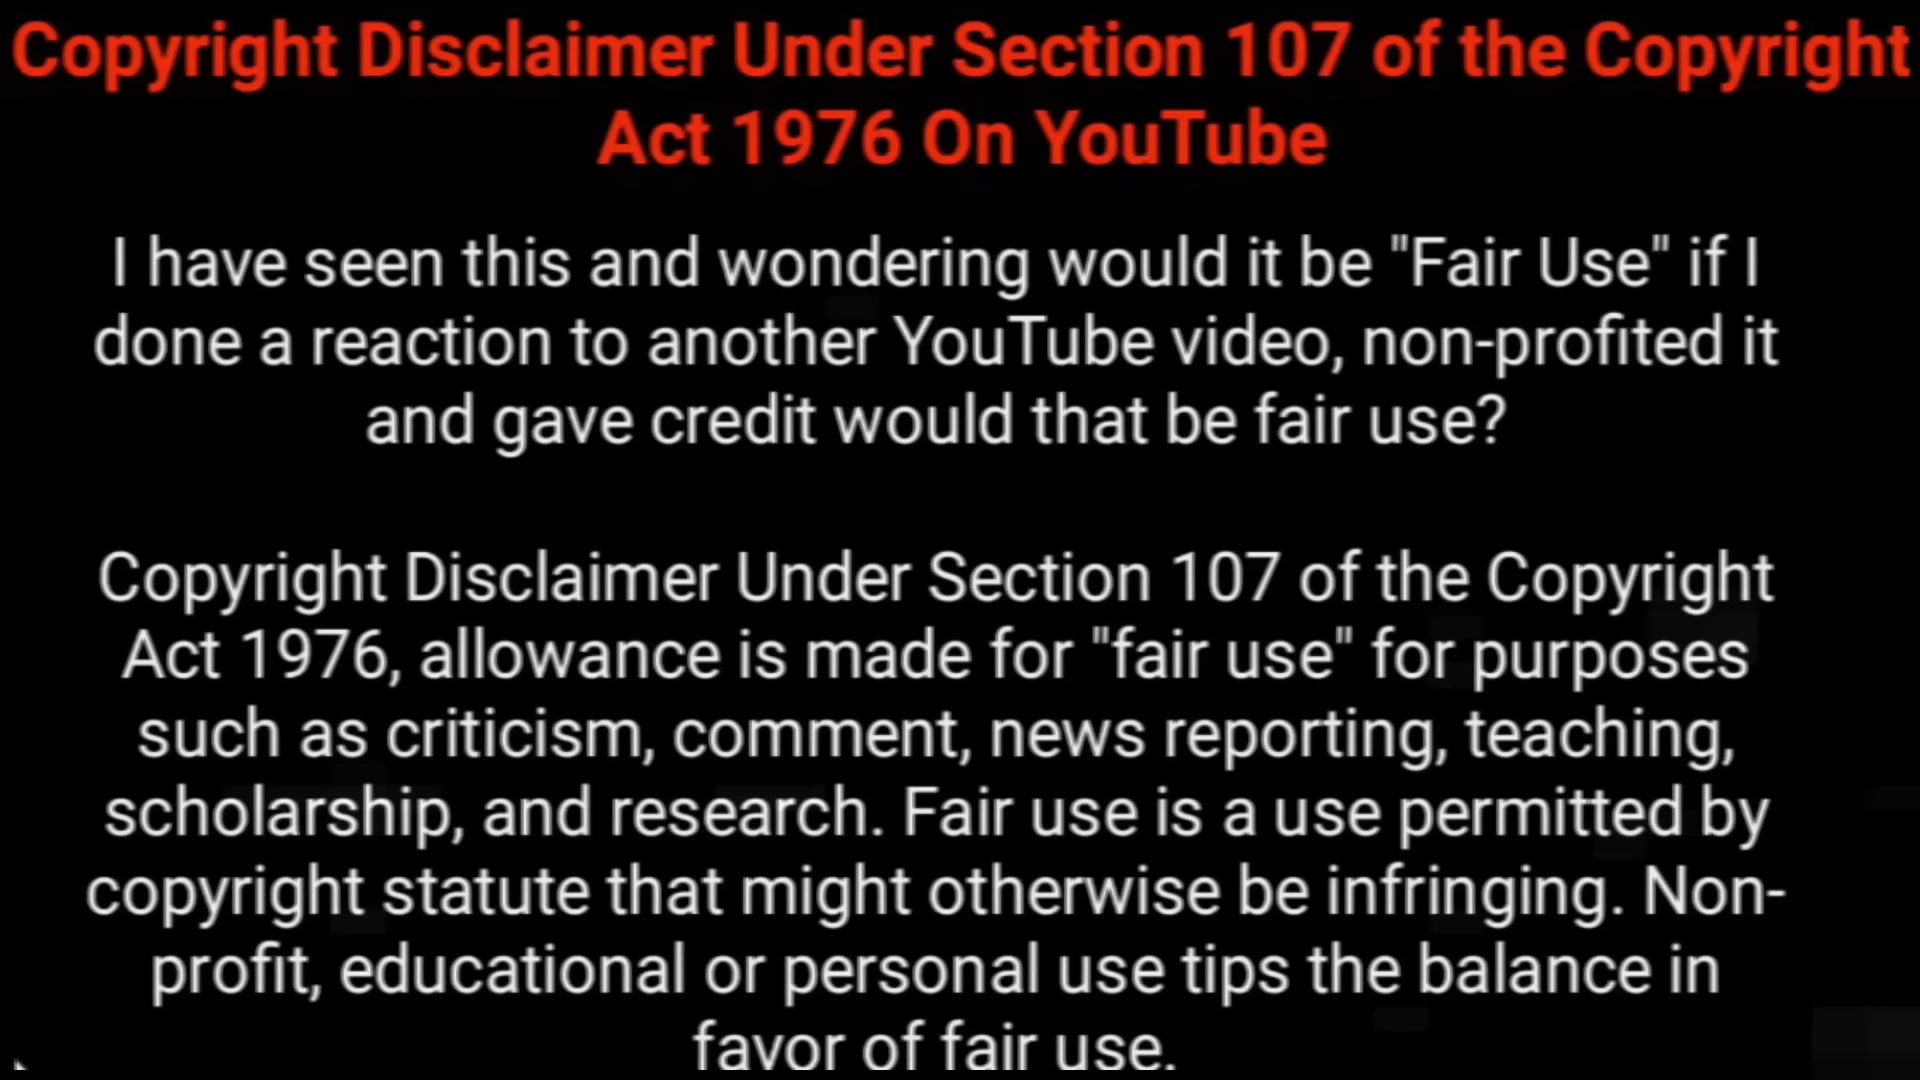 Copyright Disclaimer Under Section 107 of the Copyright
Act 1976 On YouTube
I have seen this and wondering would it be "Fair Use" if I
done a reaction to another YouTube video, non-profited it
and gave credit would that be fair use?
Copyright Disclaimer Under Section 107 of the Copyright
Act 1976, allowance is made for "fair use" for purposes
such as criticism, comment, news reporting, teaching,
scholarship, and research. Fair use is a use permitted by
copyright statute that might otherwise be infringing. Non-
profit, educational or personal use tips the balance in
favor of fair use.